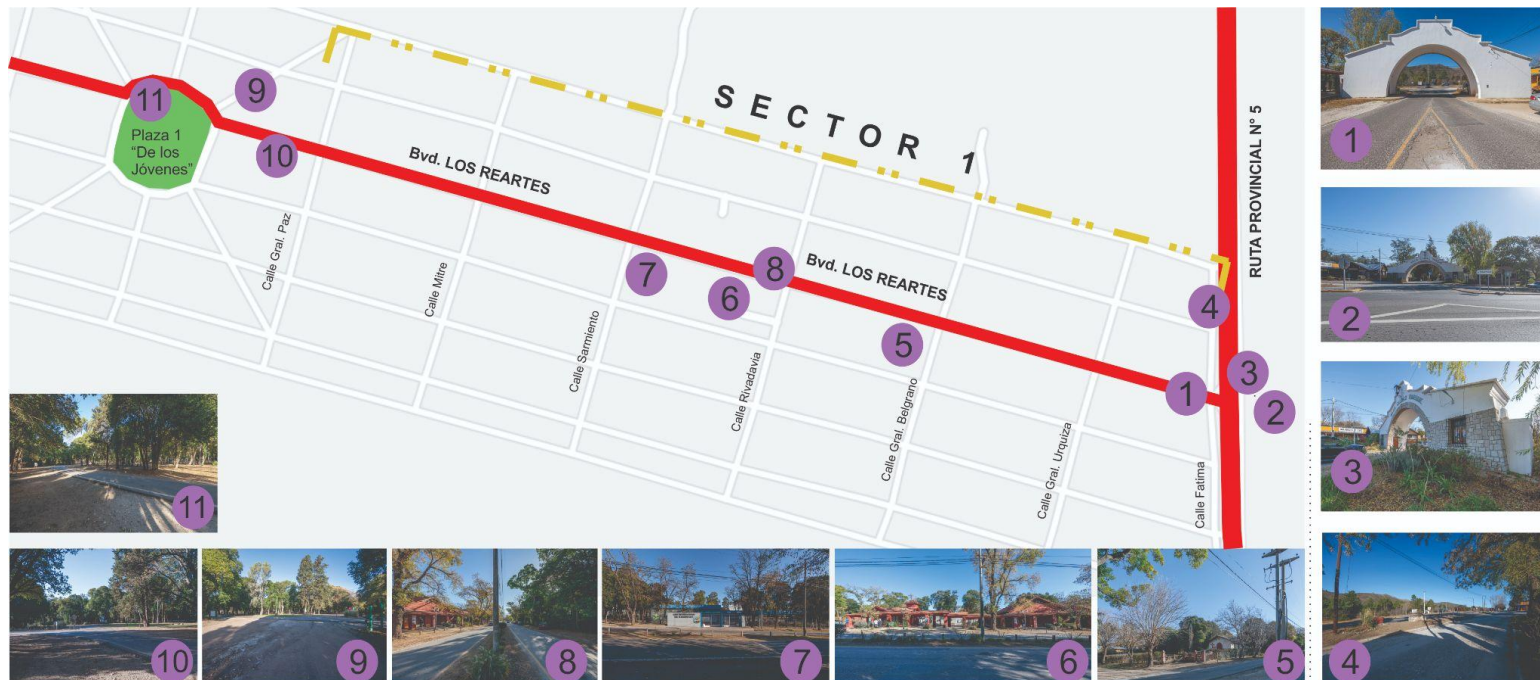 SECTOR 1
RUTA PROVINCIAL N° 5
11
9
10
Plaza 1
"De los
Jóvenes"
Bvd. LOS REARTES
Bvd. LOS REARTES
7
6
8
5
4
1
3
2
Calle Gral. Paz
Calle Mitre
Calle Sarmiento
Calle Rivadavia
Calle Gral. Belgrano
Calle Gral. Urquiza
Calle Fatima
1
2
3
4
11
10
9
8
7
6
5